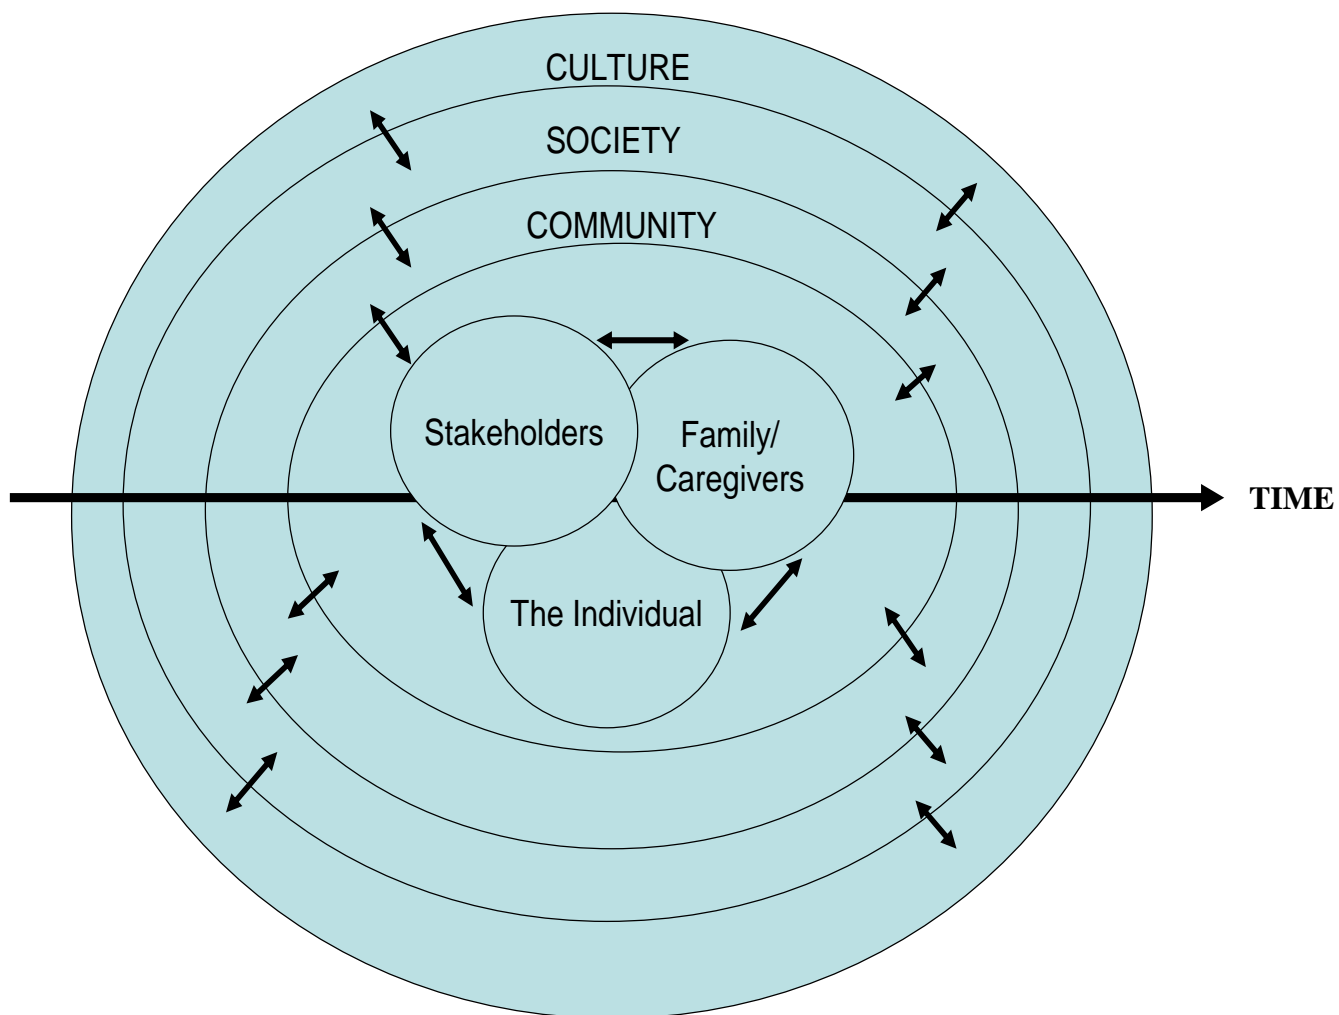 CULTURE
SOCIETY
COMMUNITY
Stakeholders
Family/
Caregivers
TIME
The Individual